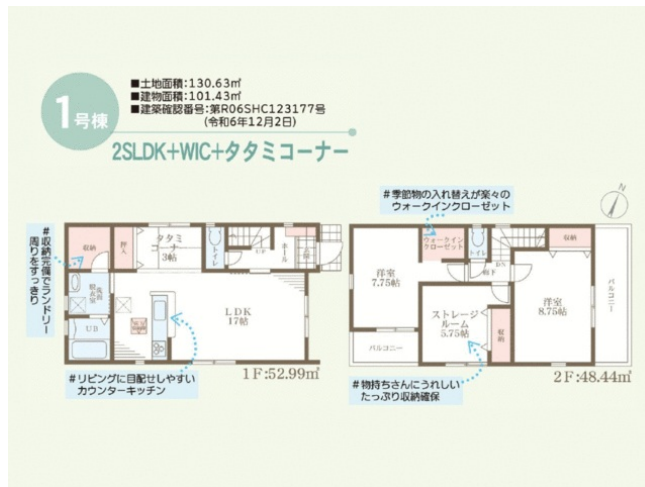 1号棟
■土地面積:130.63㎡
■建物面積:101.43㎡
■建築確認番号:第R06SHC123177号
(令和6年12月2日)
2SLDK+WIC+タタミコーナー
#季節物の入れ替えが楽々の
ウォークインクローゼット
N
#収納完備でランドリー
周りをすっきり
収納
押入
タタミ
コーナー
3帖
トイレ
UP
ホール
UB
LDK
17帖
1F:52.99㎡
#リビングに目配せしやすい
カウンターキッチン
洋室
7.75帖
ウォークイン
クローゼット
トイレ
DN
廊下
収納
洋室
8.75帖
バルコニー
ストレージ
ルーム
5.75帖
収納
バルコニー
2F:48.44㎡
#物持ちさんにうれしい
たっぷり収納確保